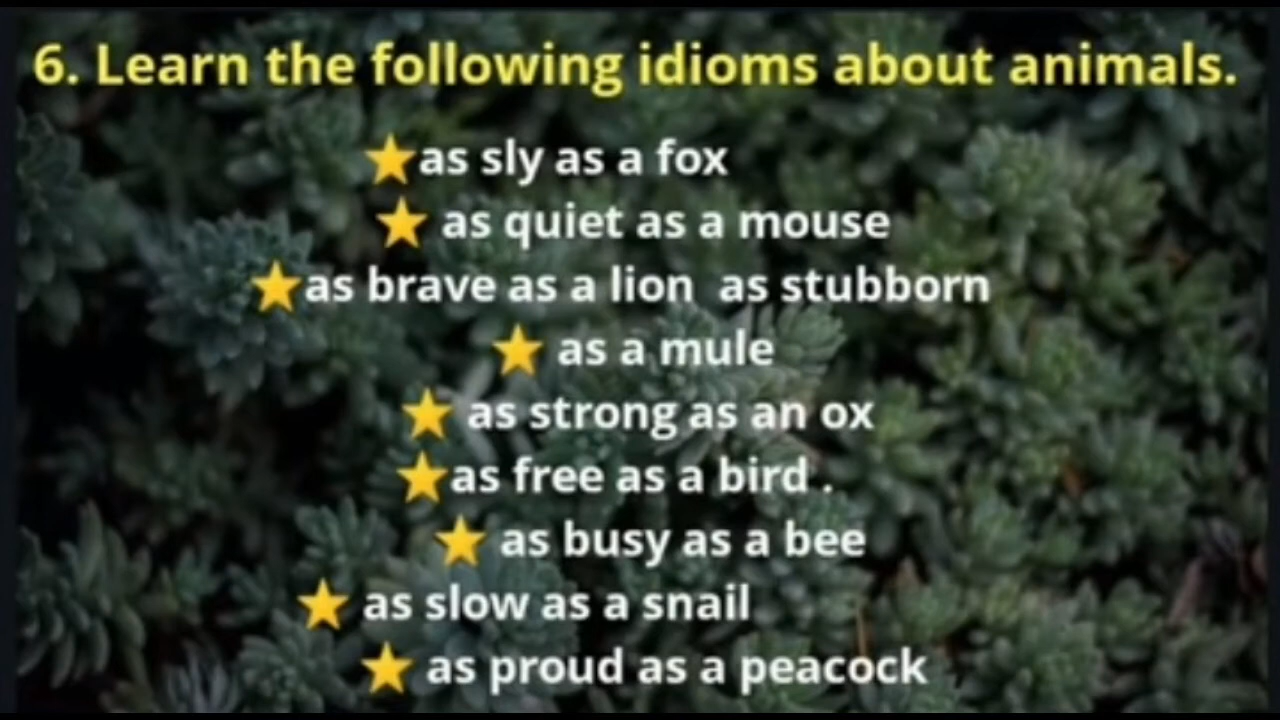 6. Learn the following idioms about animals.
⭐as sly as a fox
⭐ as quiet as a mouse
⭐as brave as a lion  as stubborn
⭐ as a mule
⭐ as strong as an ox
⭐as free as a bird .
⭐ as busy as a bee
⭐ as slow as a snail
⭐ as proud as a peacock